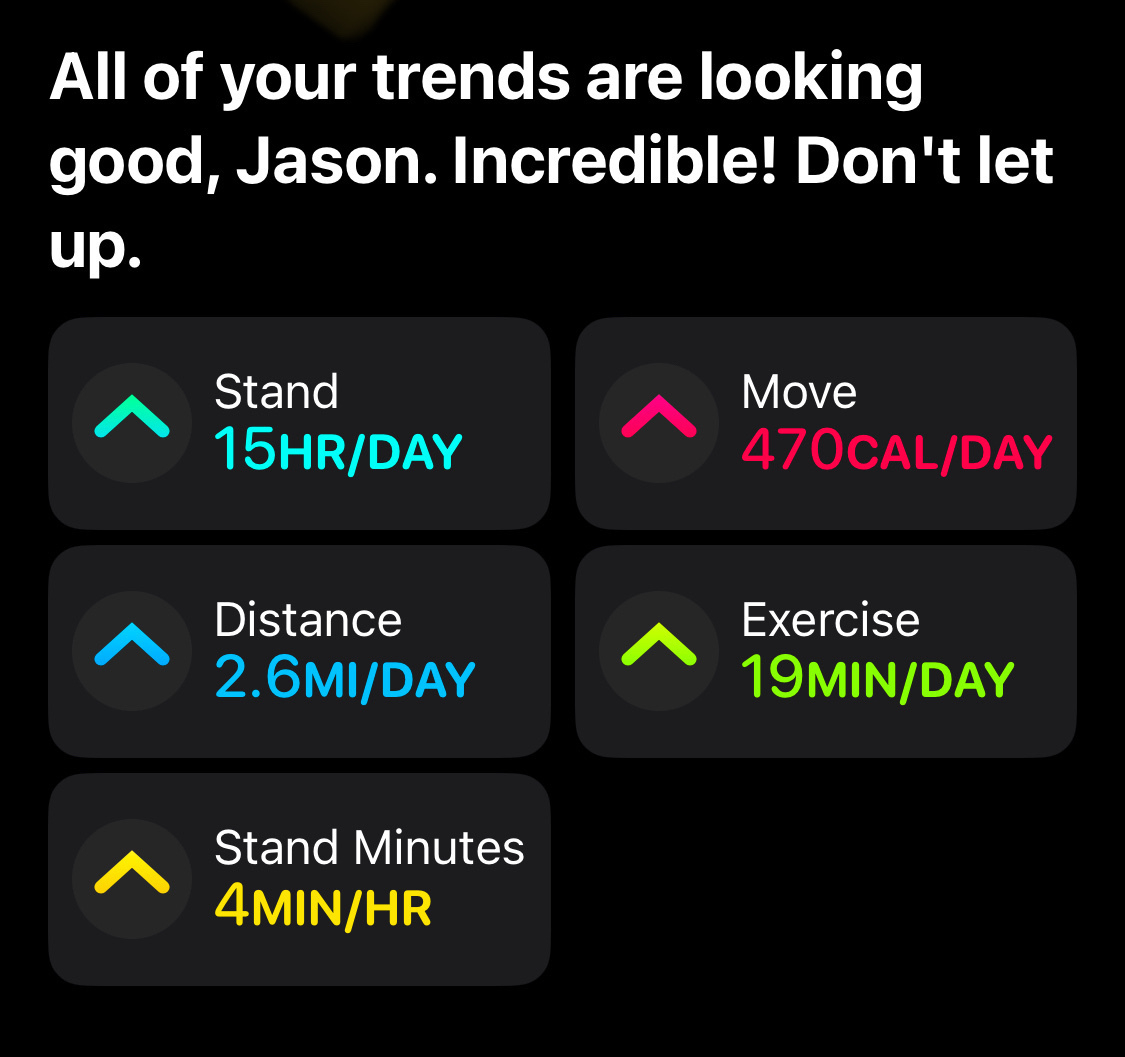 All of your trends are looking
good, Jason. Incredible! Don't let
up.
Stand
15HR/DAY
Move
470CAL/DAY
Distance
2.6MI/DAY
Exercise
19MIN/DAY
Stand Minutes
4MIN/HR